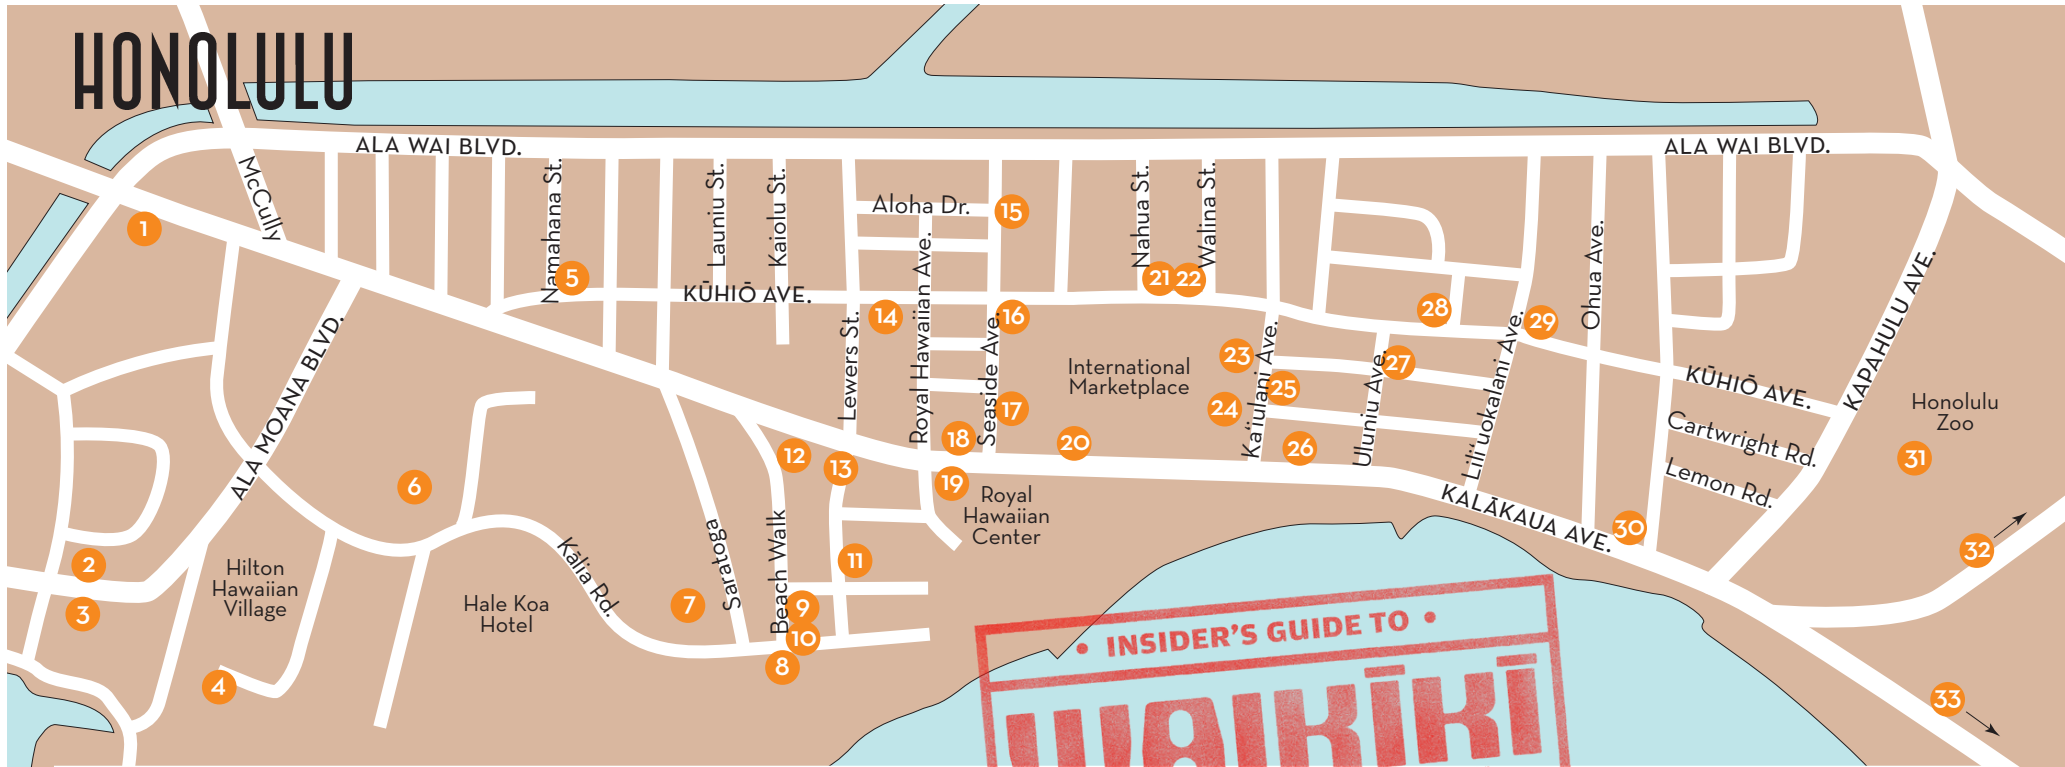 HONOLULU
ALA WAI BLVD.
ALA WAI BLVD.
McCully
Namahana St.
Launiu St.
Kaiolu St.
Aloha Dr.
Nahua St.
Walina St.
1
15
5
21
22
KŪHIŌ AVE.
Lewers St.
14
Royal Hawaiian Ave.
Seaside Ave.
16
Ohua Ave.
28
29
KAPAHULU AVE.
ALA MOANA BLVD.
International
Marketplace
23
Ka‘iulani Ave.
25
24
Uluniu Ave.
27
Lili‘uokalani Ave.
KŪHIŌ AVE.
Cartwright Rd.
Lemon Rd.
Honolulu
Zoo
31
17
18
20
26
12
13
19
6
Royal
Hawaiian
Center
KALĀKAUA AVE.
30
32
2
3
Hilton
Hawaiian
Village
4
Hale Koa
Hotel
Kālia Rd.
Saratoga
Beach Walk
7
11
9
10
8
33
• INSIDER’S GUIDE TO •
WAIKĪKĪ